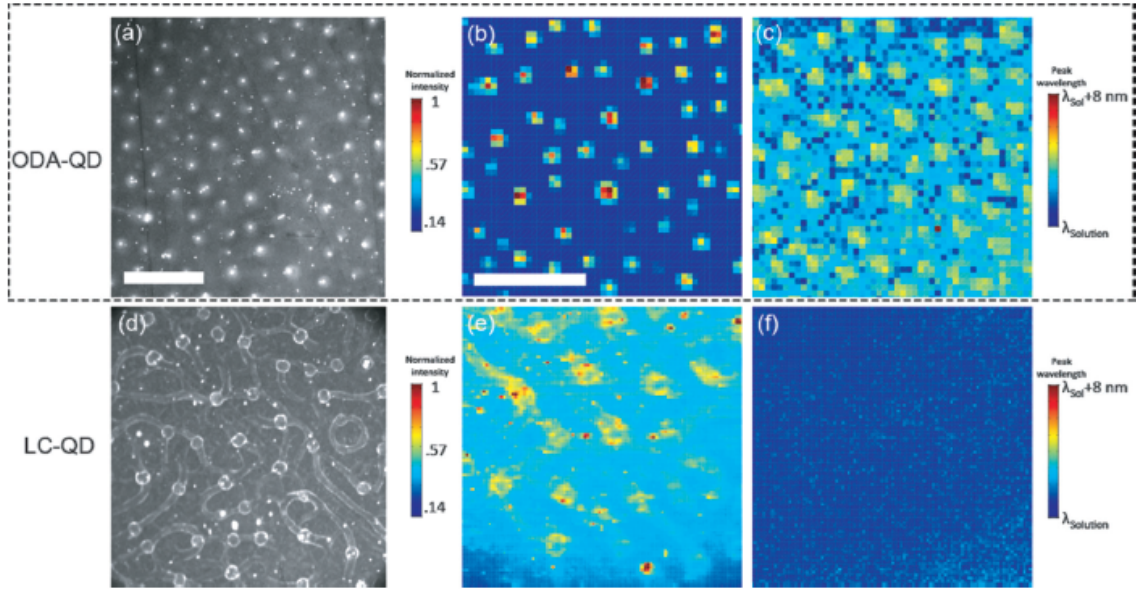 (a)
(b)
(c)
ODA-QD
Normalized
intensity
1
.57
.14
Peak
wavelength
λSol+8 nm
λSolution
(d)
(e)
(f)
LC-QD
Normalized
intensity
1
.57
.14
Peak
wavelength
λSol+8 nm
λSolution